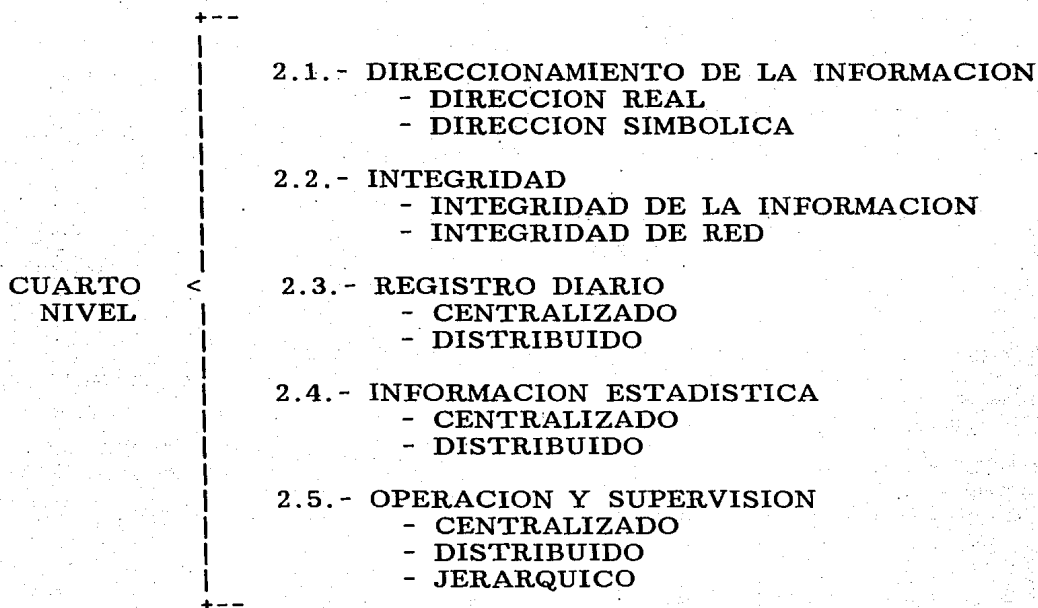 2.1.- DIRECCIONAMIENTO DE LA INFORMACION
- DIRECCION REAL
- DIRECCION SIMBOLICA
2.2.- INTEGRIDAD
- INTEGRIDAD DE LA INFORMACION
- INTEGRIDAD DE RED
CUARTO < 2.3.- REGISTRO DIARIO
NIVEL - CENTRALIZADO
- DISTRIBUIDO
2.4.- INFORMACION ESTADISTICA
- CENTRALIZADO
- DISTRIBUIDO
2.5.- OPERACION Y SUPERVISION
- CENTRALIZADO
- DISTRIBUIDO
- JERARQUICO